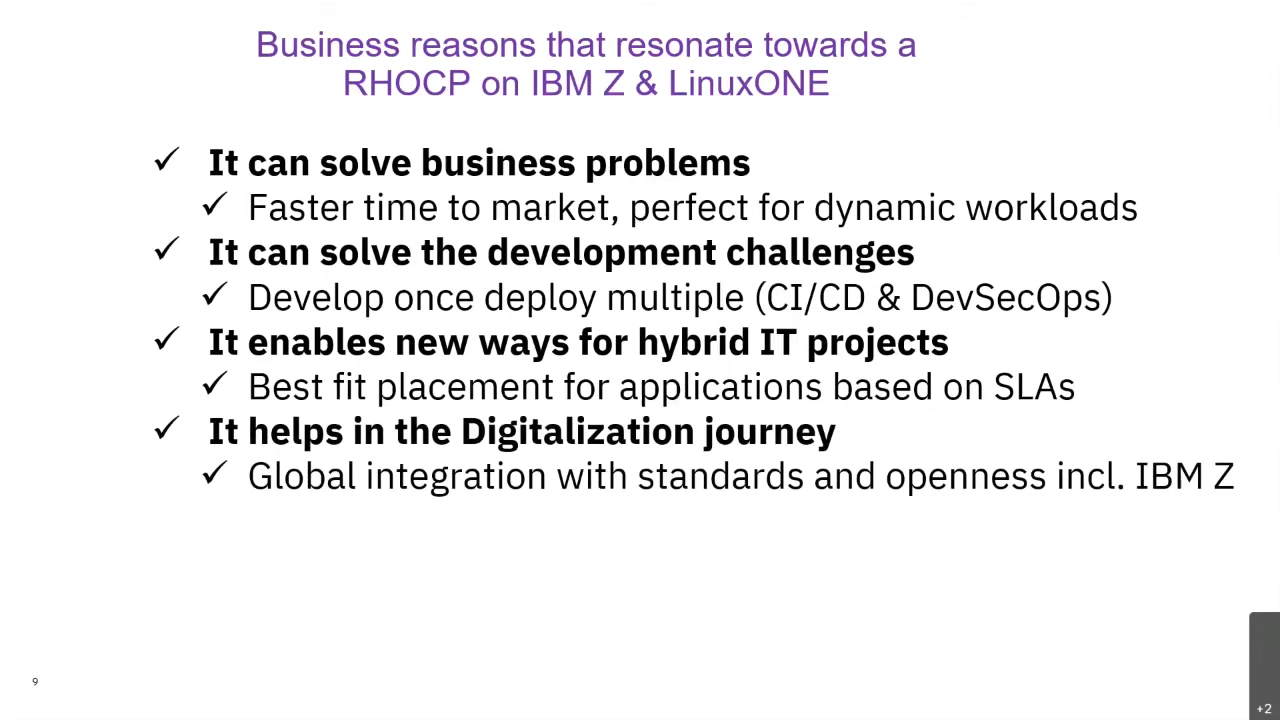 Business reasons that resonate towards a
RHOCP on IBM Z & LinuxONE
✓ It can solve business problems
✓ Faster time to market, perfect for dynamic workloads
✓ It can solve the development challenges
✓ Develop once deploy multiple (CI/CD & DevSecOps)
✓ It enables new ways for hybrid IT projects
✓ Best fit placement for applications based on SLAs
✓ It helps in the Digitalization journey
✓ Global integration with standards and openness incl. IBM Z
9
+2